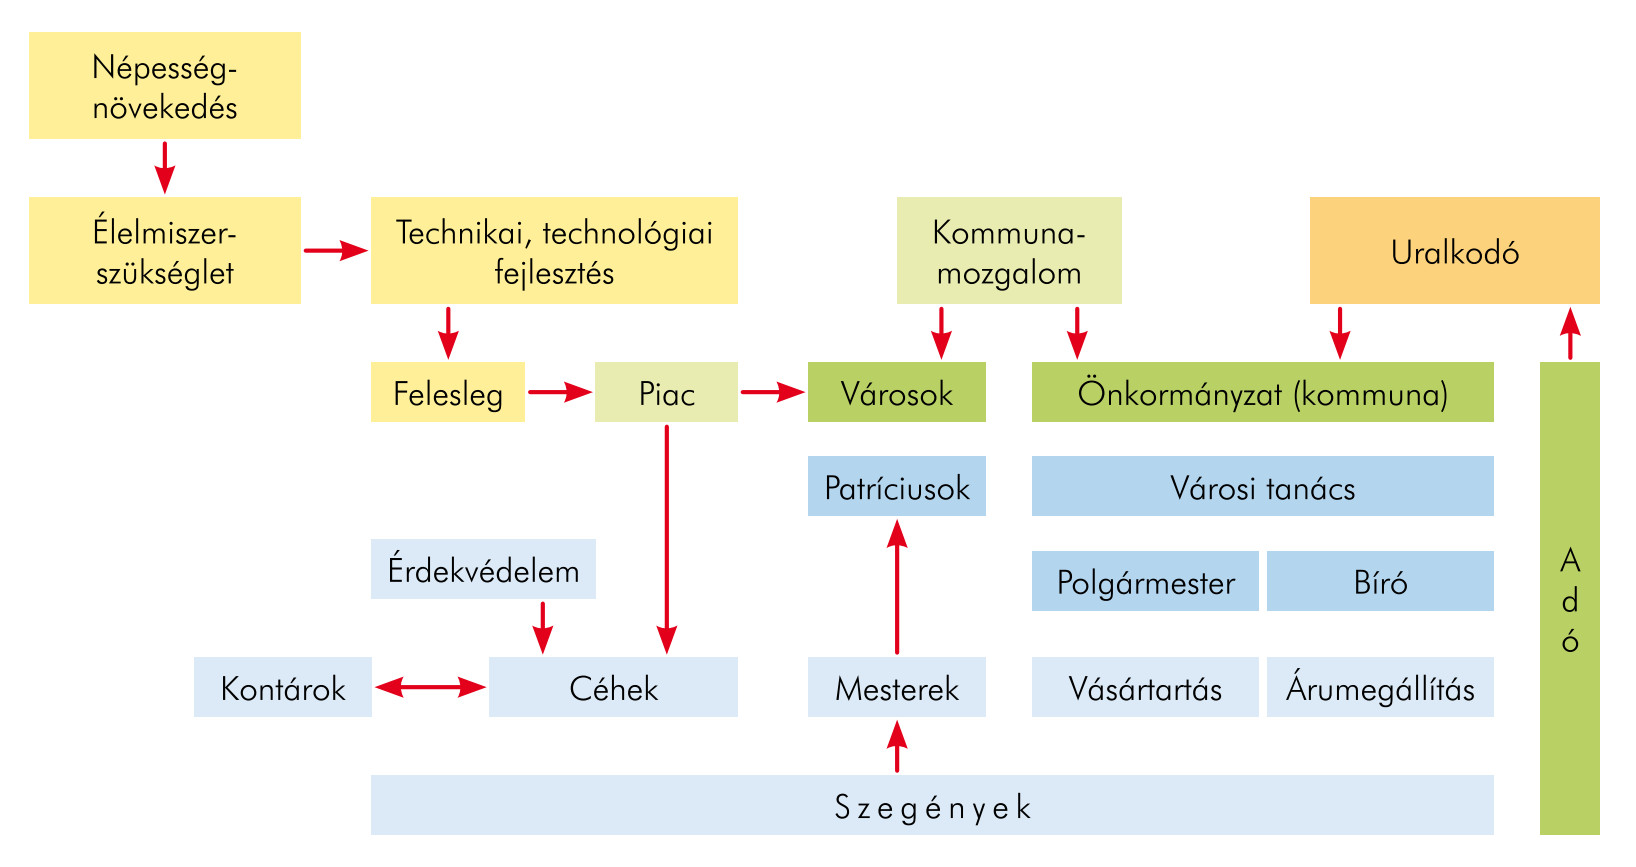 Népesség-
növekedés
Élelmiszer-
szükséglet
Technikai, technológiai
fejlesztés
Kommuna-
mozgalom
Uralkodó
Felesleg
Piac
Városok
Önkormányzat (kommuna)
Patríciusok
Városi tanács
Érdekvédelem
Polgármester
Bíró
A
d
ó
Kontárok
Céhek
Mesterek
Vásártartás
Árumegállítás
Szegények